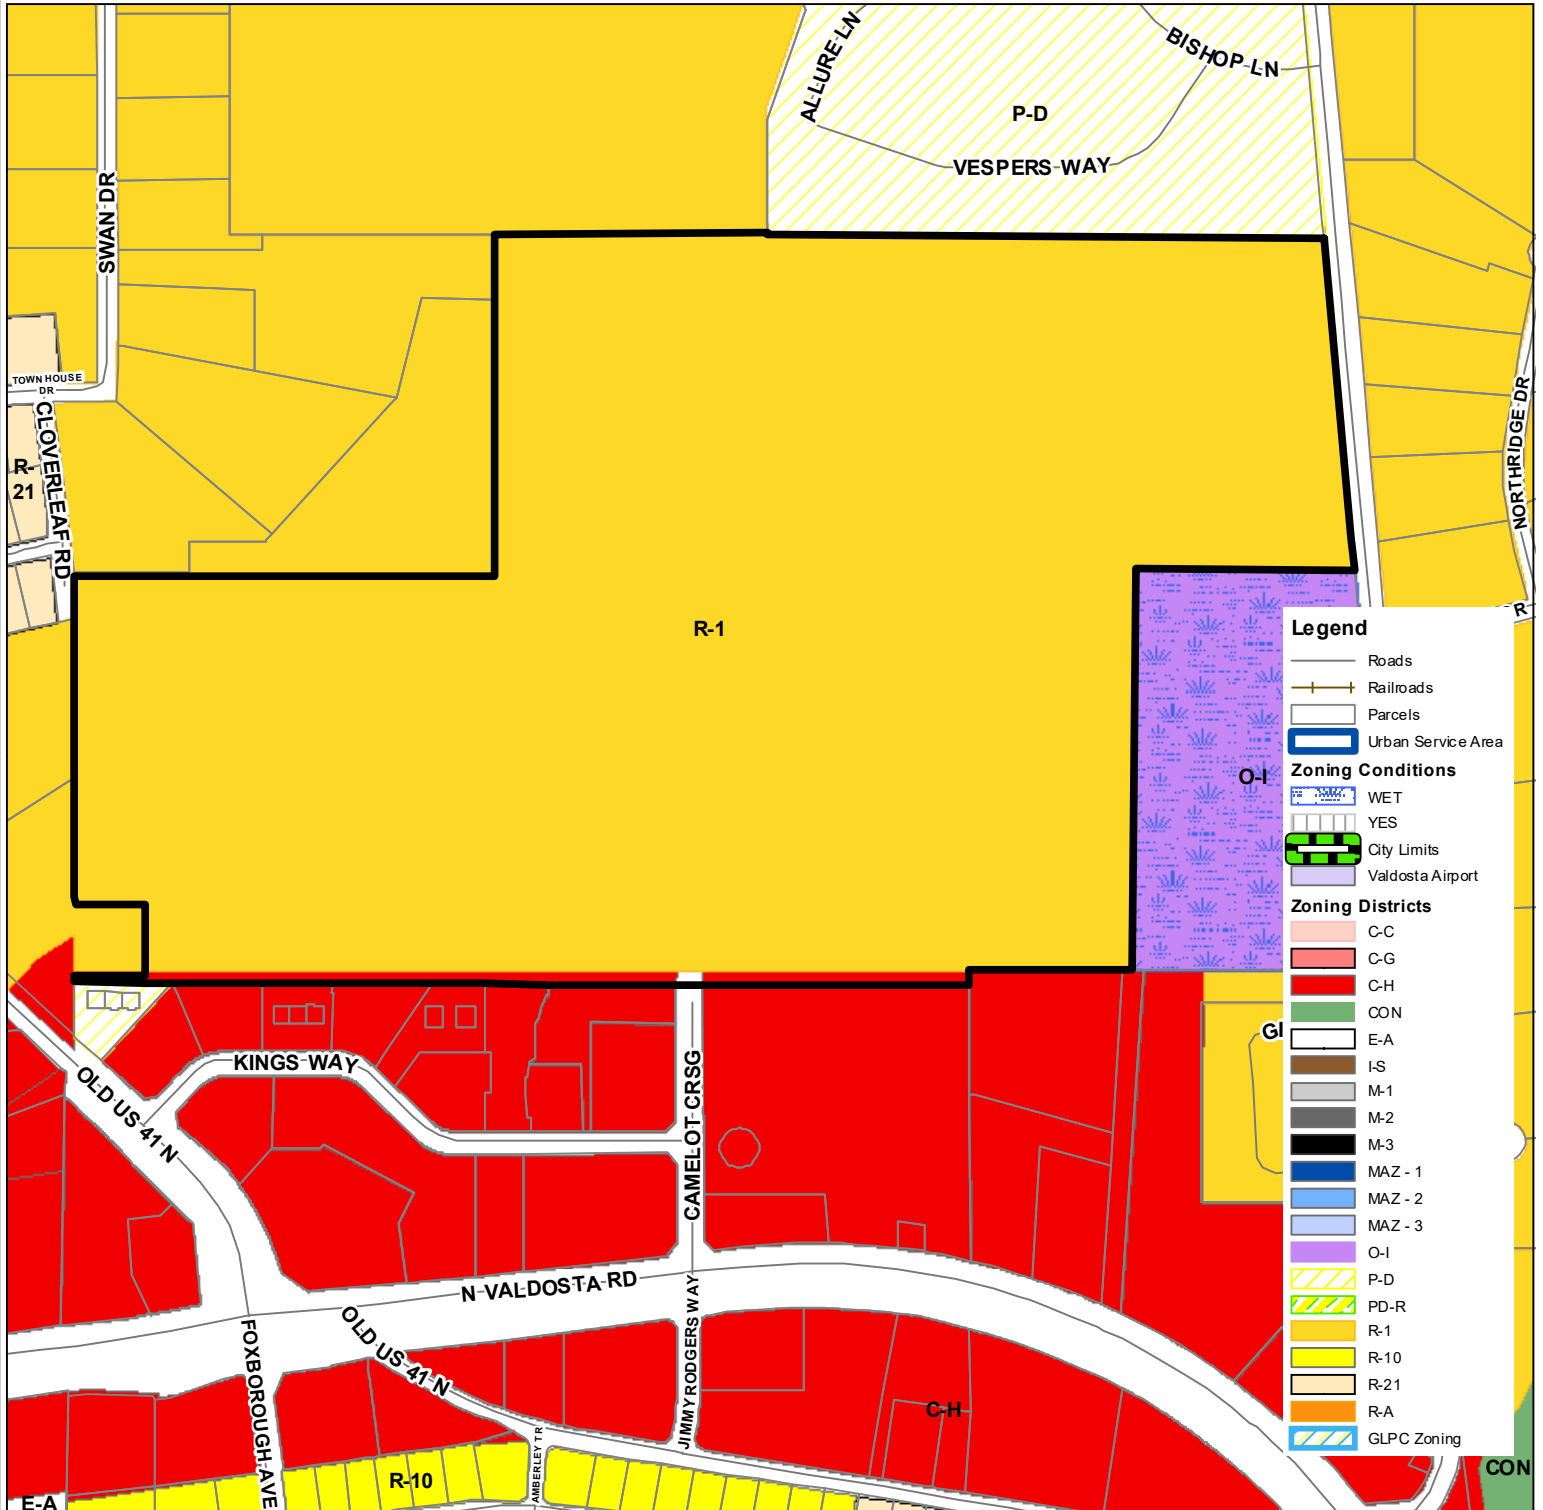 ALLURE LN
BISHOP LN
P-D
VESPERS WAY
SWAN DR
TOWN HOUSE
DR
CLOVERLEAF RD
R-
21
NORTHRIDGE DR
R
R-1
O-I
Legend
Roads
Railroads
Parcels
Urban Service Area
Zoning Conditions
WET
YES
City Limits
Valdosta Airport
Zoning Districts
C-C
C-G
C-H
CON
E-A
I-S
M-1
M-2
M-3
MAZ - 1
MAZ - 2
MAZ - 3
O-I
P-D
PD-R
R-1
R-10
R-21
R-A
GLPC Zoning
KINGS WAY
OLD US 41 N
CAMELOT CRSG
N VALDOSTA RD
OLD US 41 N
FOXBOROUGH AVE
JIMMY RODGERS WAY
AMBERLEY TR
C-H
R-10
E-A
CON